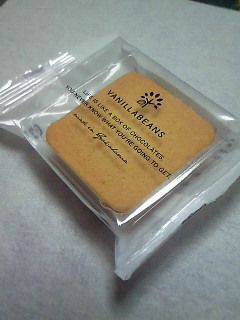 VANILLABEANS
LIFE IS LIKE A BOX OF CHOCOLATES.
YOU NEVER KNOW WHAT YOU'RE GOING TO GET.
made in Yokohama